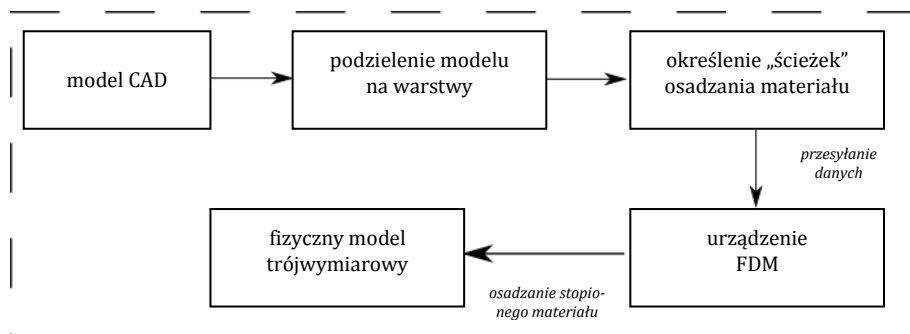 model CAD
podzielenie modelu
na warstwy
określenie „ścieżek”
osadzania materiału
przesyłanie
danych
urządzenie
FDM
osadzanie stopio-
nego materiału
fizyczny model
trójwymiarowy